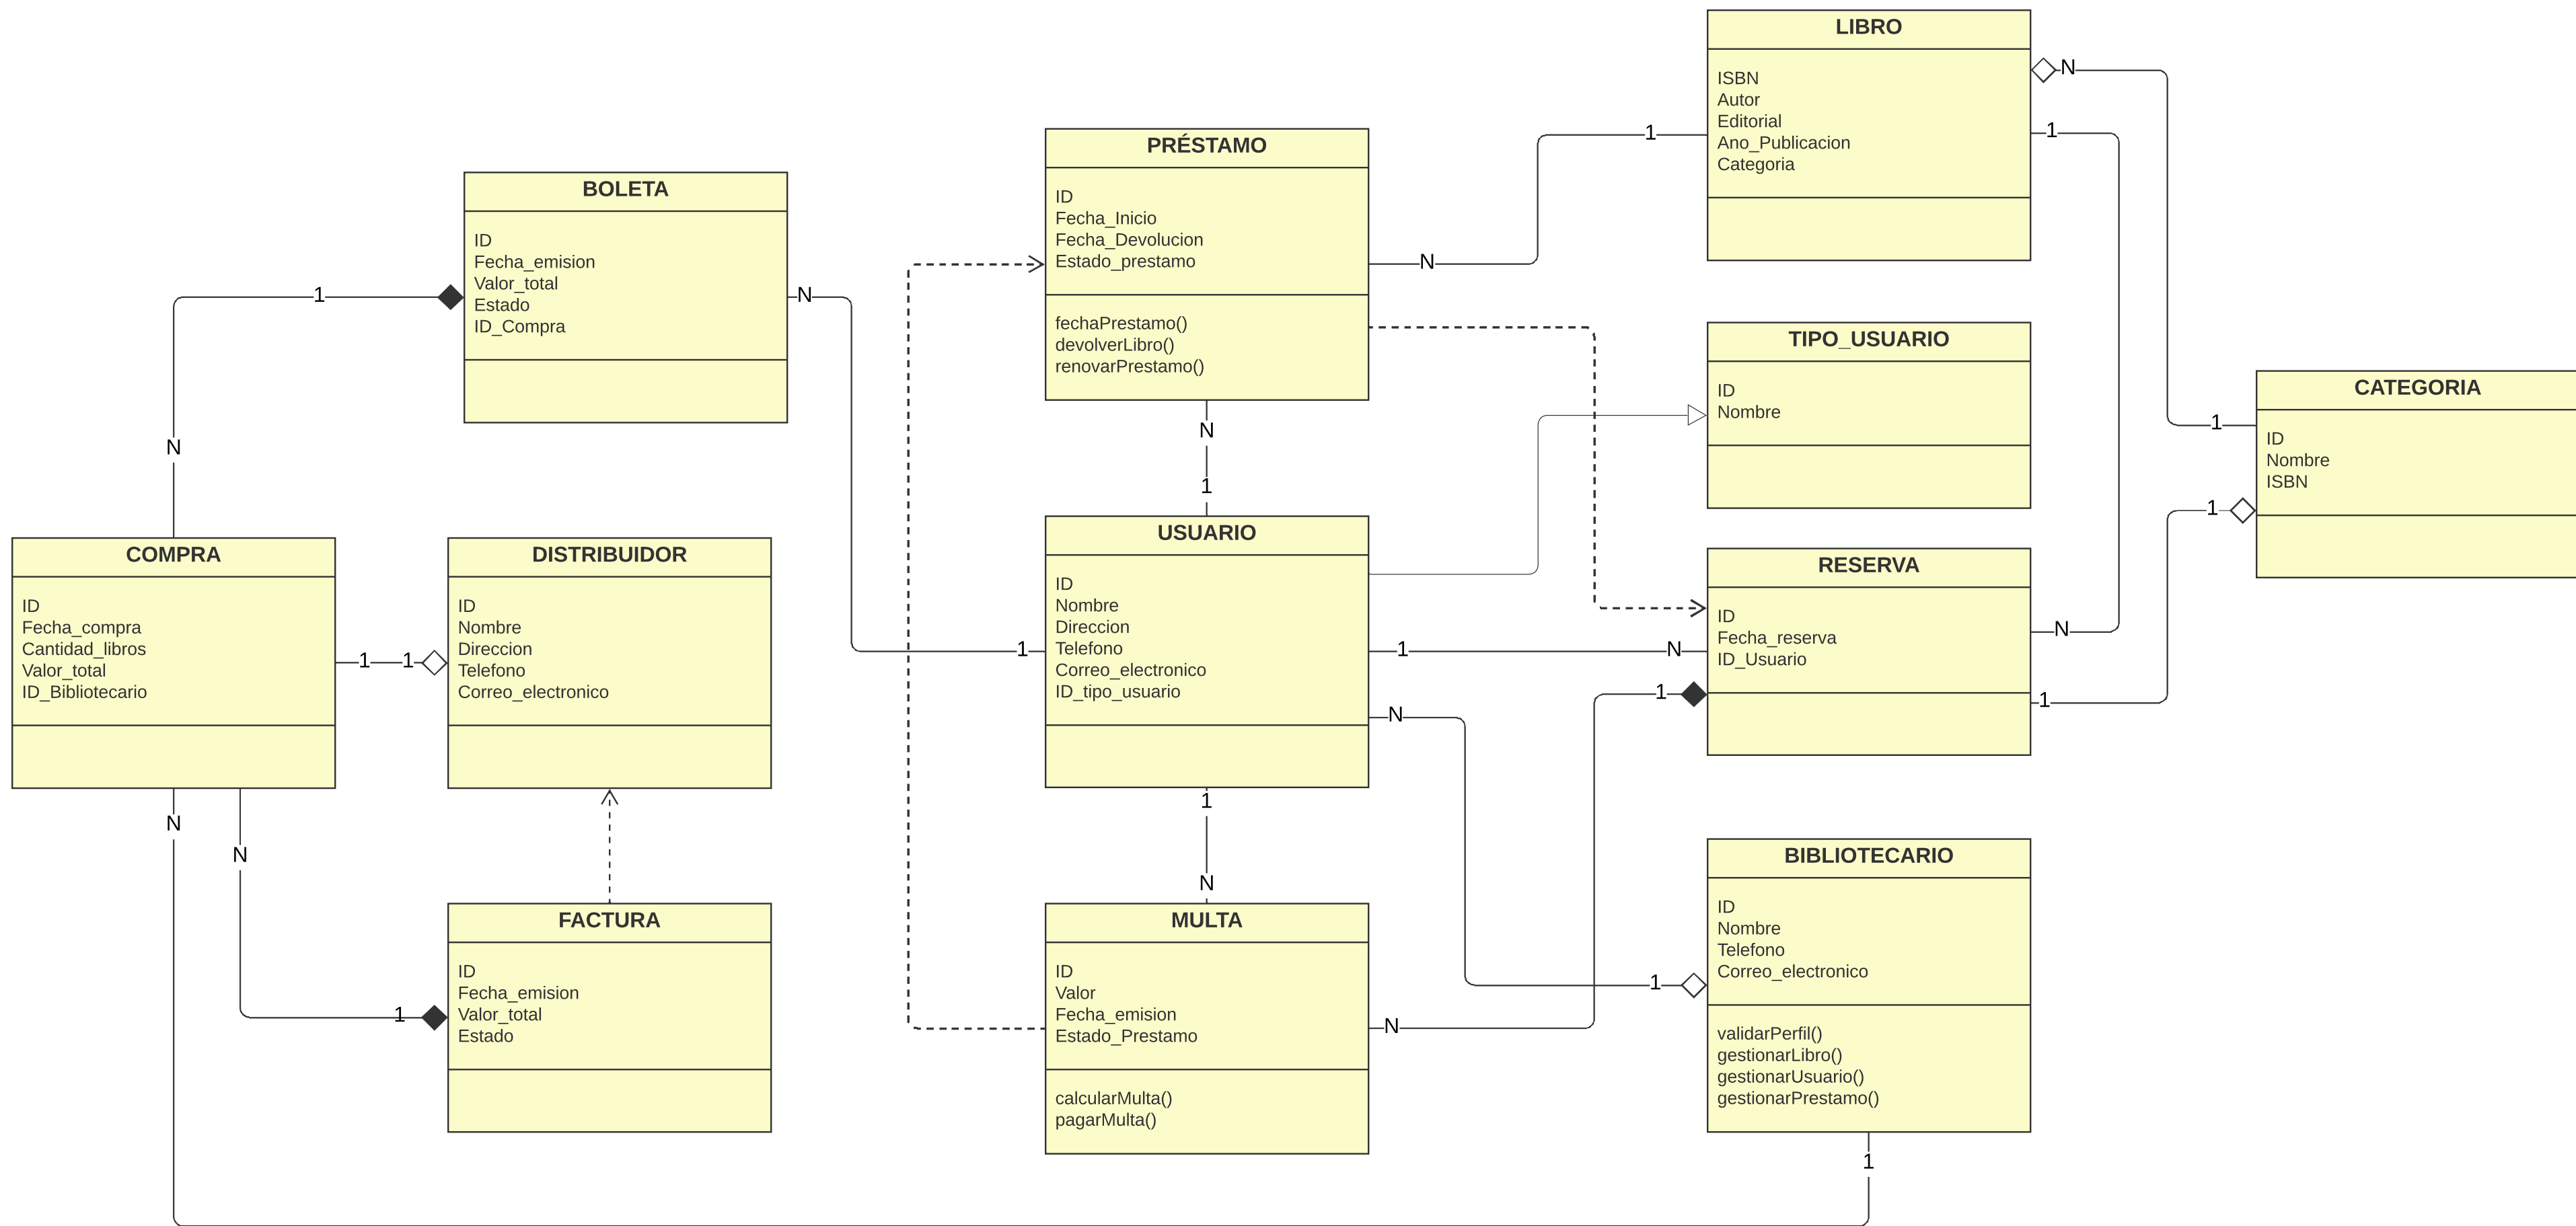 LIBRO
ISBN
Autor
Editorial
Ano_Publicacion
Categoria
N
1
1
N
1
1
1
N
PRÉSTAMO
ID
Fecha_Inicio
Fecha_Devolucion
Estado_prestamo
fechaPrestamo()
devolverLibro()
renovarPrestamo()
N
N
1
BOLETA
ID
Fecha_emision
Valor_total
Estado
ID_Compra
1
N
N
1
TIPO_USUARIO
ID
Nombre
CATEGORIA
ID
Nombre
ISBN
COMPRA
ID
Fecha_compra
Cantidad_libros
Valor_total
ID_Bibliotecario
1
1
N
N
DISTRIBUIDOR
ID
Nombre
Direccion
Telefono
Correo_electronico
USUARIO
ID
Nombre
Direccion
Telefono
Correo_electronico
ID_tipo_usuario
1
N
N
1
N
RESERVA
ID
Fecha_reserva
ID_Usuario
1
1
FACTURA
ID
Fecha_emision
Valor_total
Estado
1
MULTA
ID
Valor
Fecha_emision
Estado_Prestamo
calcularMulta()
pagarMulta()
N
1
BIBLIOTECARIO
ID
Nombre
Telefono
Correo_electronico
validarPerfil()
gestionarLibro()
gestionarUsuario()
gestionarPrestamo()
1